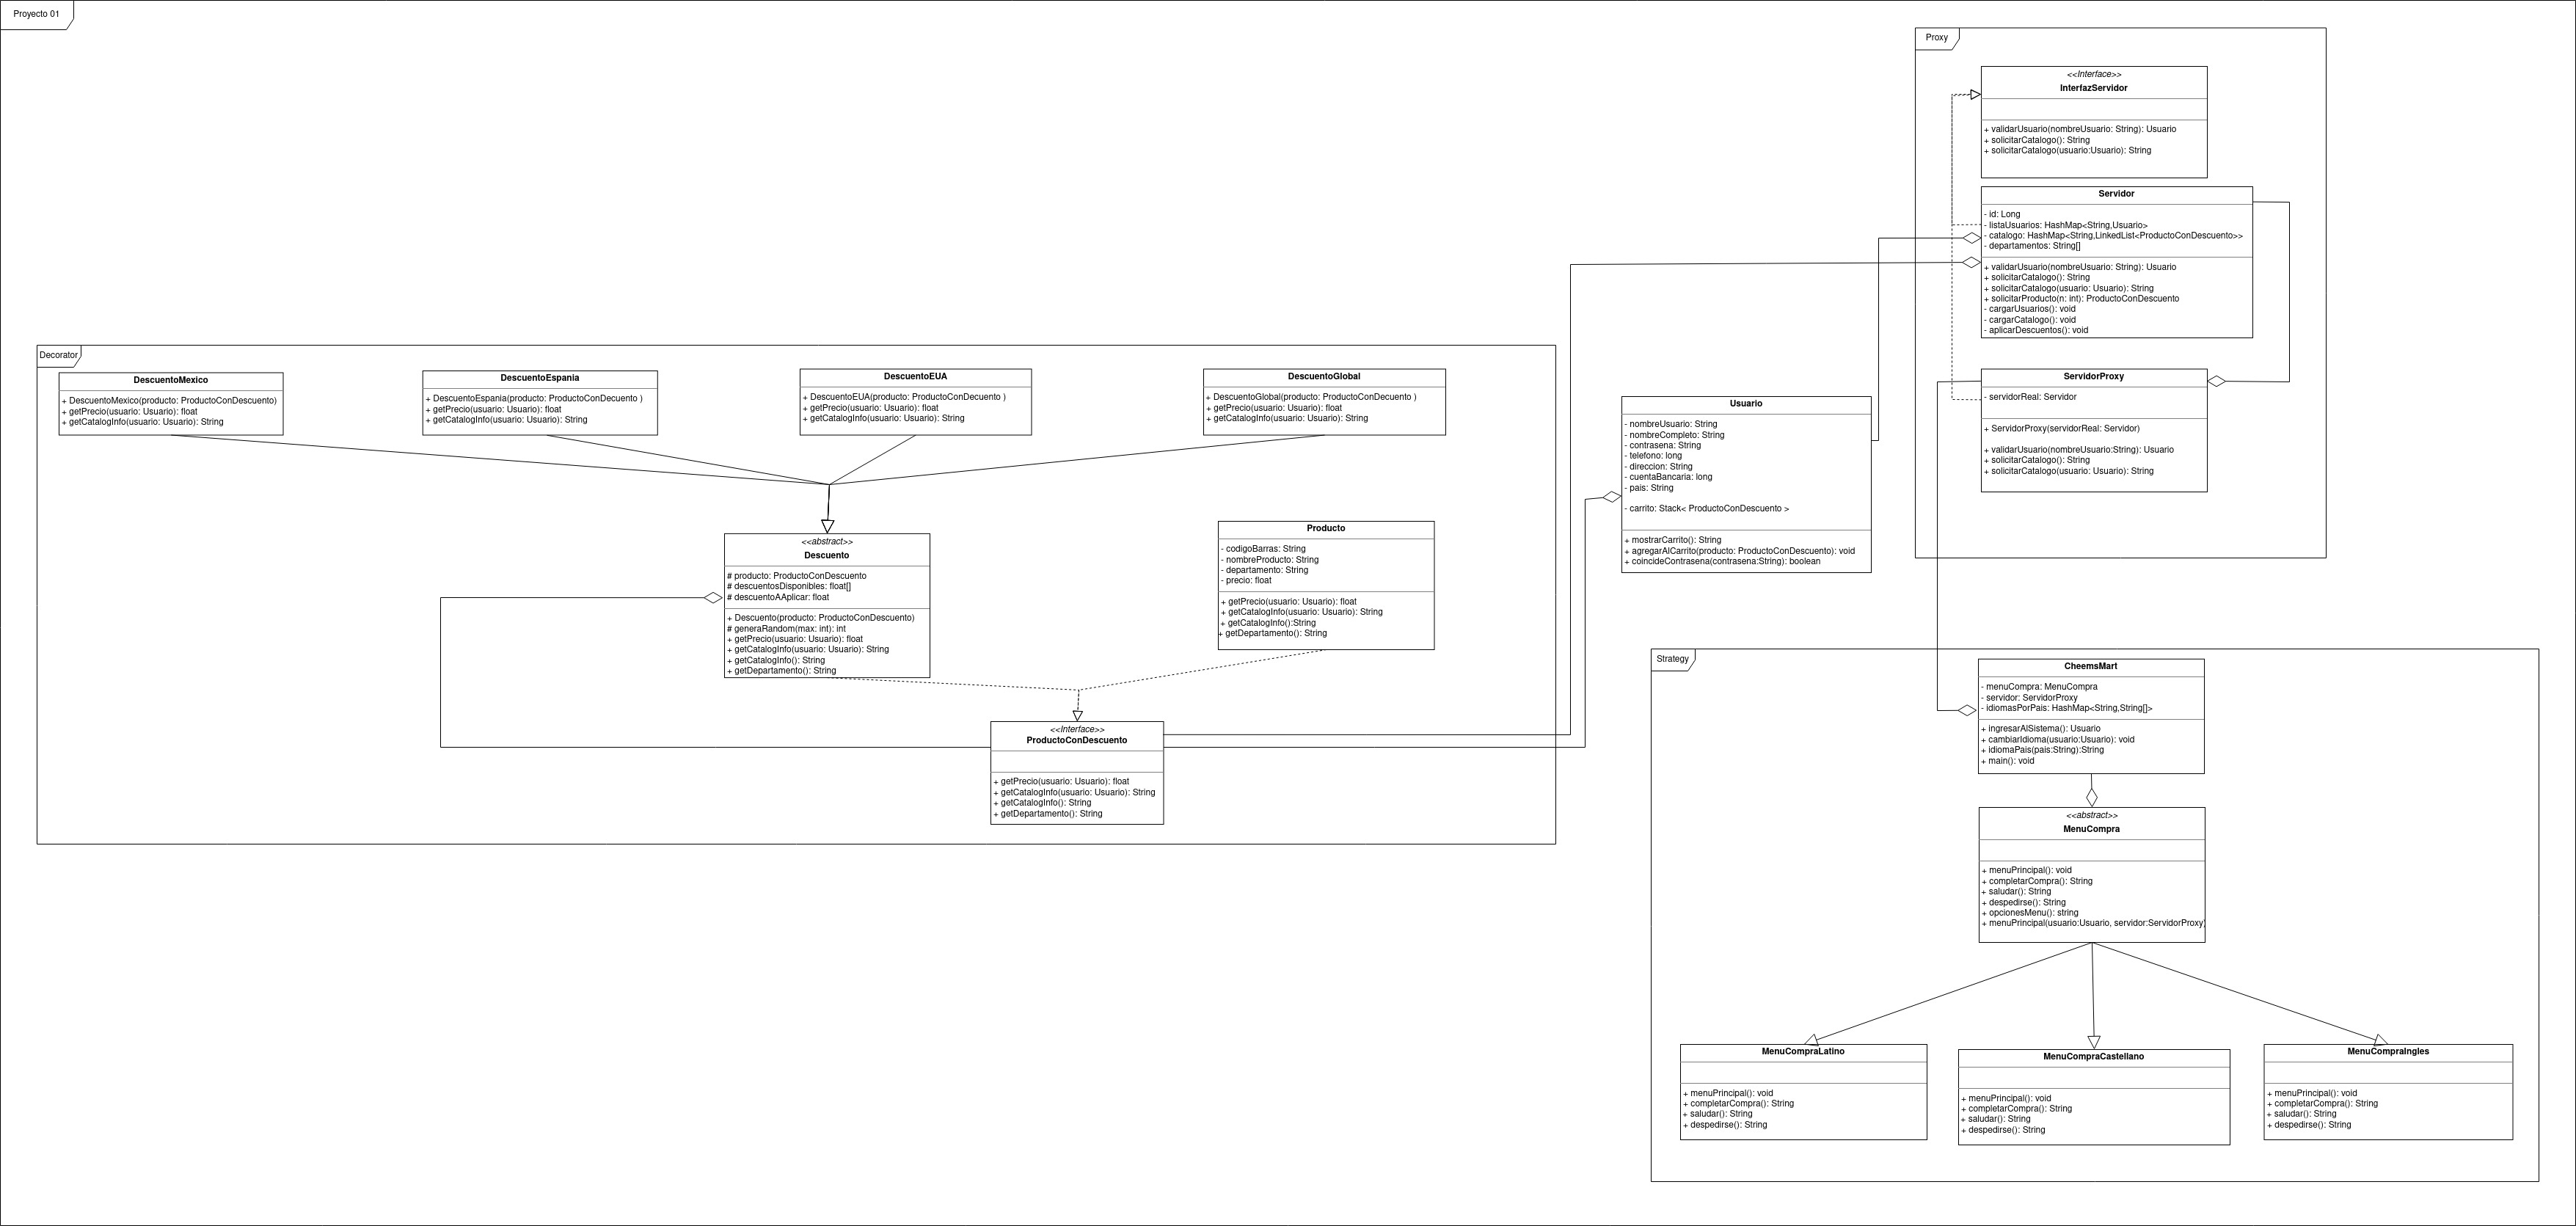 Proyecto 01
Proxy
<<Interface>>
InterfazServidor
+ validarUsuario(nombreUsuario: String): Usuario
+ solicitarCatalogo(): String
+ solicitarCatalogo(usuario:Usuario): String
Servidor
- id: Long
- listaUsuarios: HashMap<String,Usuario>
- catalogo: HashMap<String,LinkedList<ProductoConDescuento>>
- departamentos: String[]
+ validarUsuario(nombreUsuario: String): Usuario
+ solicitarCatalogo(): String
+ solicitarCatalogo(usuario: Usuario): String
+ solicitarProducto(n: int): ProductoConDescuento
- cargarUsuarios(): void
- cargarCatalogo(): void
- aplicarDescuentos(): void
ServidorProxy
- servidorReal: Servidor
+ ServidorProxy(servidorReal: Servidor)
+ validarUsuario(nombreUsuario:String): Usuario
+ solicitarCatalogo(): String
+ solicitarCatalogo(usuario: Usuario): String
Decorator
DescuentoMexico
+ DescuentoMexico(producto: ProductoConDescuento)
+ getPrecio(usuario: Usuario): float
+ getCatalogInfo(usuario: Usuario): String
DescuentoEspania
+ DescuentoEspania(producto: ProductoConDecuento )
+ getPrecio(usuario: Usuario): float
+ getCatalogInfo(usuario: Usuario): String
DescuentoEUA
+ DescuentoEUA(producto: ProductoConDecuento )
+ getPrecio(usuario: Usuario): float
+ getCatalogInfo(usuario: Usuario): String
DescuentoGlobal
+ DescuentoGlobal(producto: ProductoConDecuento )
+ getPrecio(usuario: Usuario): float
+ getCatalogInfo(usuario: Usuario): String
<<abstract>>
Descuento
# producto: ProductoConDescuento
# descuentosDisponibles: float[]
# descuentoAAplicar: float
+ Descuento(producto: ProductoConDescuento)
# generaRandom(max: int): int
+ getPrecio(usuario: Usuario): float
+ getCatalogInfo(usuario: Usuario): String
+ getCatalogInfo(): String
+ getDepartamento(): String
Producto
- codigoBarras: String
- nombreProducto: String
- departamento: String
- precio: float
+ getPrecio(usuario: Usuario): float
+ getCatalogInfo(usuario: Usuario): String
+ getCatalogInfo():String
+ getDepartamento(): String
<<Interface>>
ProductoConDescuento
+ getPrecio(usuario: Usuario): float
+ getCatalogInfo(usuario: Usuario): String
+ getCatalogInfo(): String
+ getDepartamento(): String
Usuario
- nombreUsuario: String
- nombreCompleto: String
- contrasena: String
- telefono: long
- direccion: String
- cuentaBancaria: long
- pais: String
- carrito: Stack< ProductoConDescuento >
+ mostrarCarrito(): String
+ agregarAlCarrito(producto: ProductoConDescuento): void
+ coincideContrasena(contrasena:String): boolean
Strategy
CheemsMart
- menuCompra: MenuCompra
- servidor: ServidorProxy
- idiomasPorPais: HashMap<String,String[]>
+ ingresarAlSistema(): Usuario
+ cambiarIdioma(usuario:Usuario): void
+ idiomaPais(pais:String):String
+ main(): void
<<abstract>>
MenuCompra
+ menuPrincipal(): void
+ completarCompra(): String
+ saludar(): String
+ despedirse(): String
+ opcionesMenu(): string
+ menuPrincipal(usuario:Usuario, servidor:ServidorProxy)
MenuCompraLatino
+ menuPrincipal(): void
+ completarCompra(): String
+ saludar(): String
+ despedirse(): String
MenuCompraCastellano
+ menuPrincipal(): void
+ completarCompra(): String
+ saludar(): String
+ despedirse(): String
MenuCompraIngles
+ menuPrincipal(): void
+ completarCompra(): String
+ saludar(): String
+ despedirse(): String